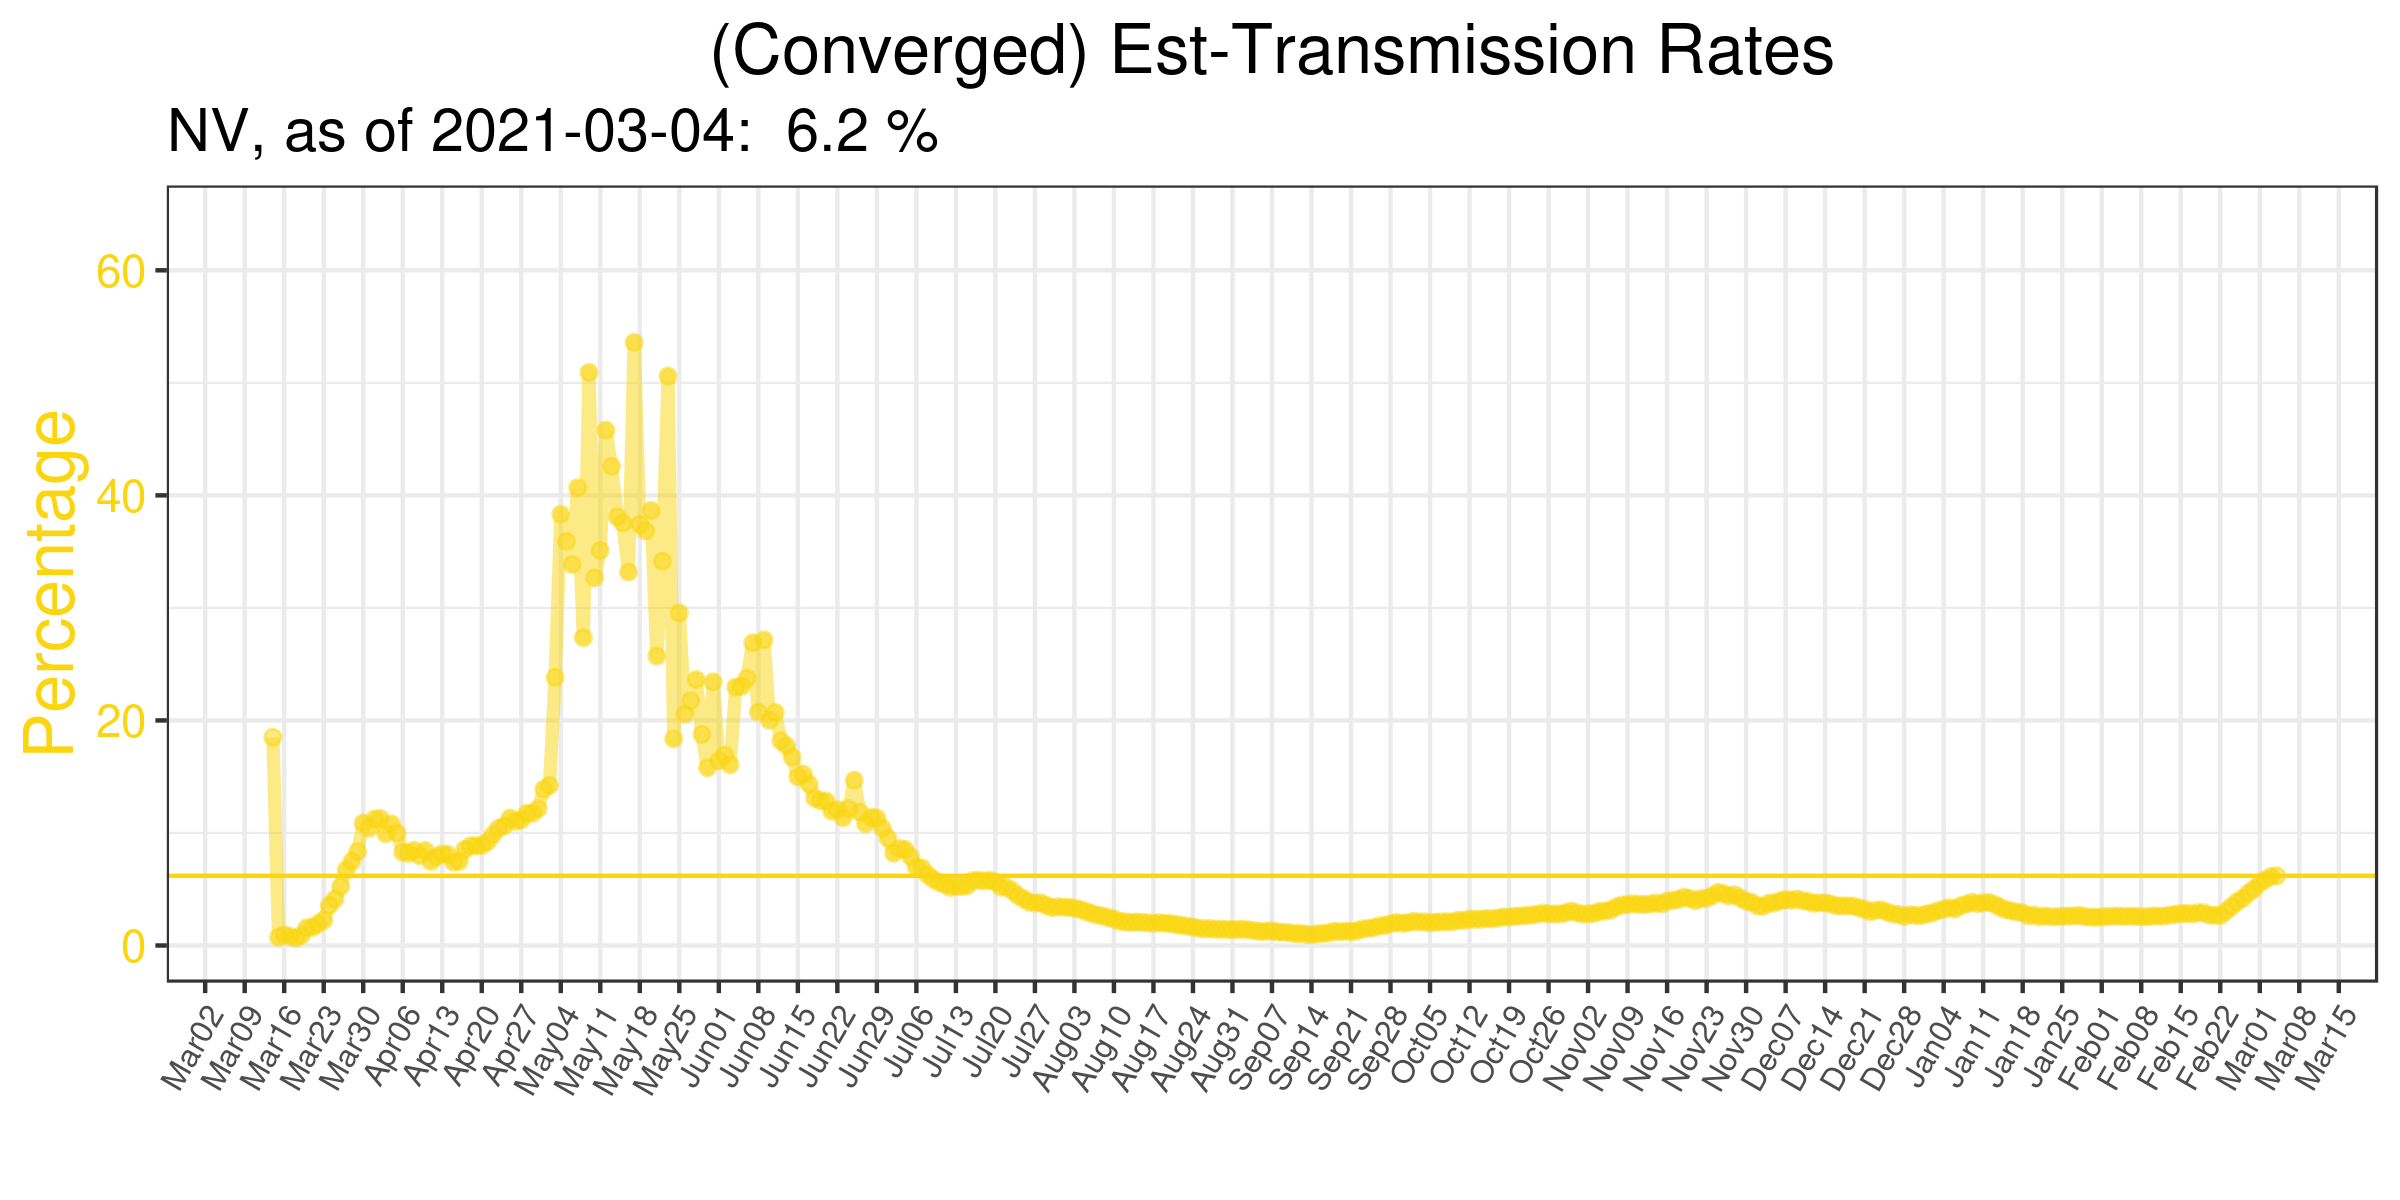 (Converged) Est-Transmission Rates
NV, as of 2021-03-04:  6.2 %
Percentage
60
40
20
0
Mar02
Mar09
Mar16
Mar23
Mar30
Apr06
Apr13
Apr20
Apr27
May04
May11
May18
May25
Jun01
Jun08
Jun15
Jun22
Jun29
Jul06
Jul13
Jul20
Jul27
Aug03
Aug10
Aug17
Aug24
Aug31
Sep07
Sep14
Sep21
Sep28
Oct05
Oct12
Oct19
Oct26
Nov02
Nov09
Nov16
Nov23
Nov30
Dec07
Dec14
Dec21
Dec28
Jan04
Jan11
Jan18
Jan25
Feb01
Feb08
Feb15
Feb22
Mar01
Mar08
Mar15